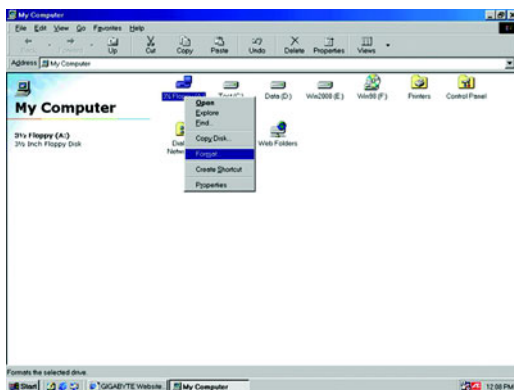 My Computer
File Edit View Go Favorites Help
Back Forward Up Cut Copy Paste Undo Delete Properties Views
Address My Computer
3½ Floppy (A:) Data (D:) Win2000 (E:) Win98 (F:) Printers Control Panel
My Computer
3½ Floppy (A:)
3½ Inch Floppy Disk
Web Folders
Open
Explore
Find...
Copy Disk...
Format...
Create Shortcut
Properties
Formats the selected drive.
Start GIGABYTE Website. My Computer 12:08 PM